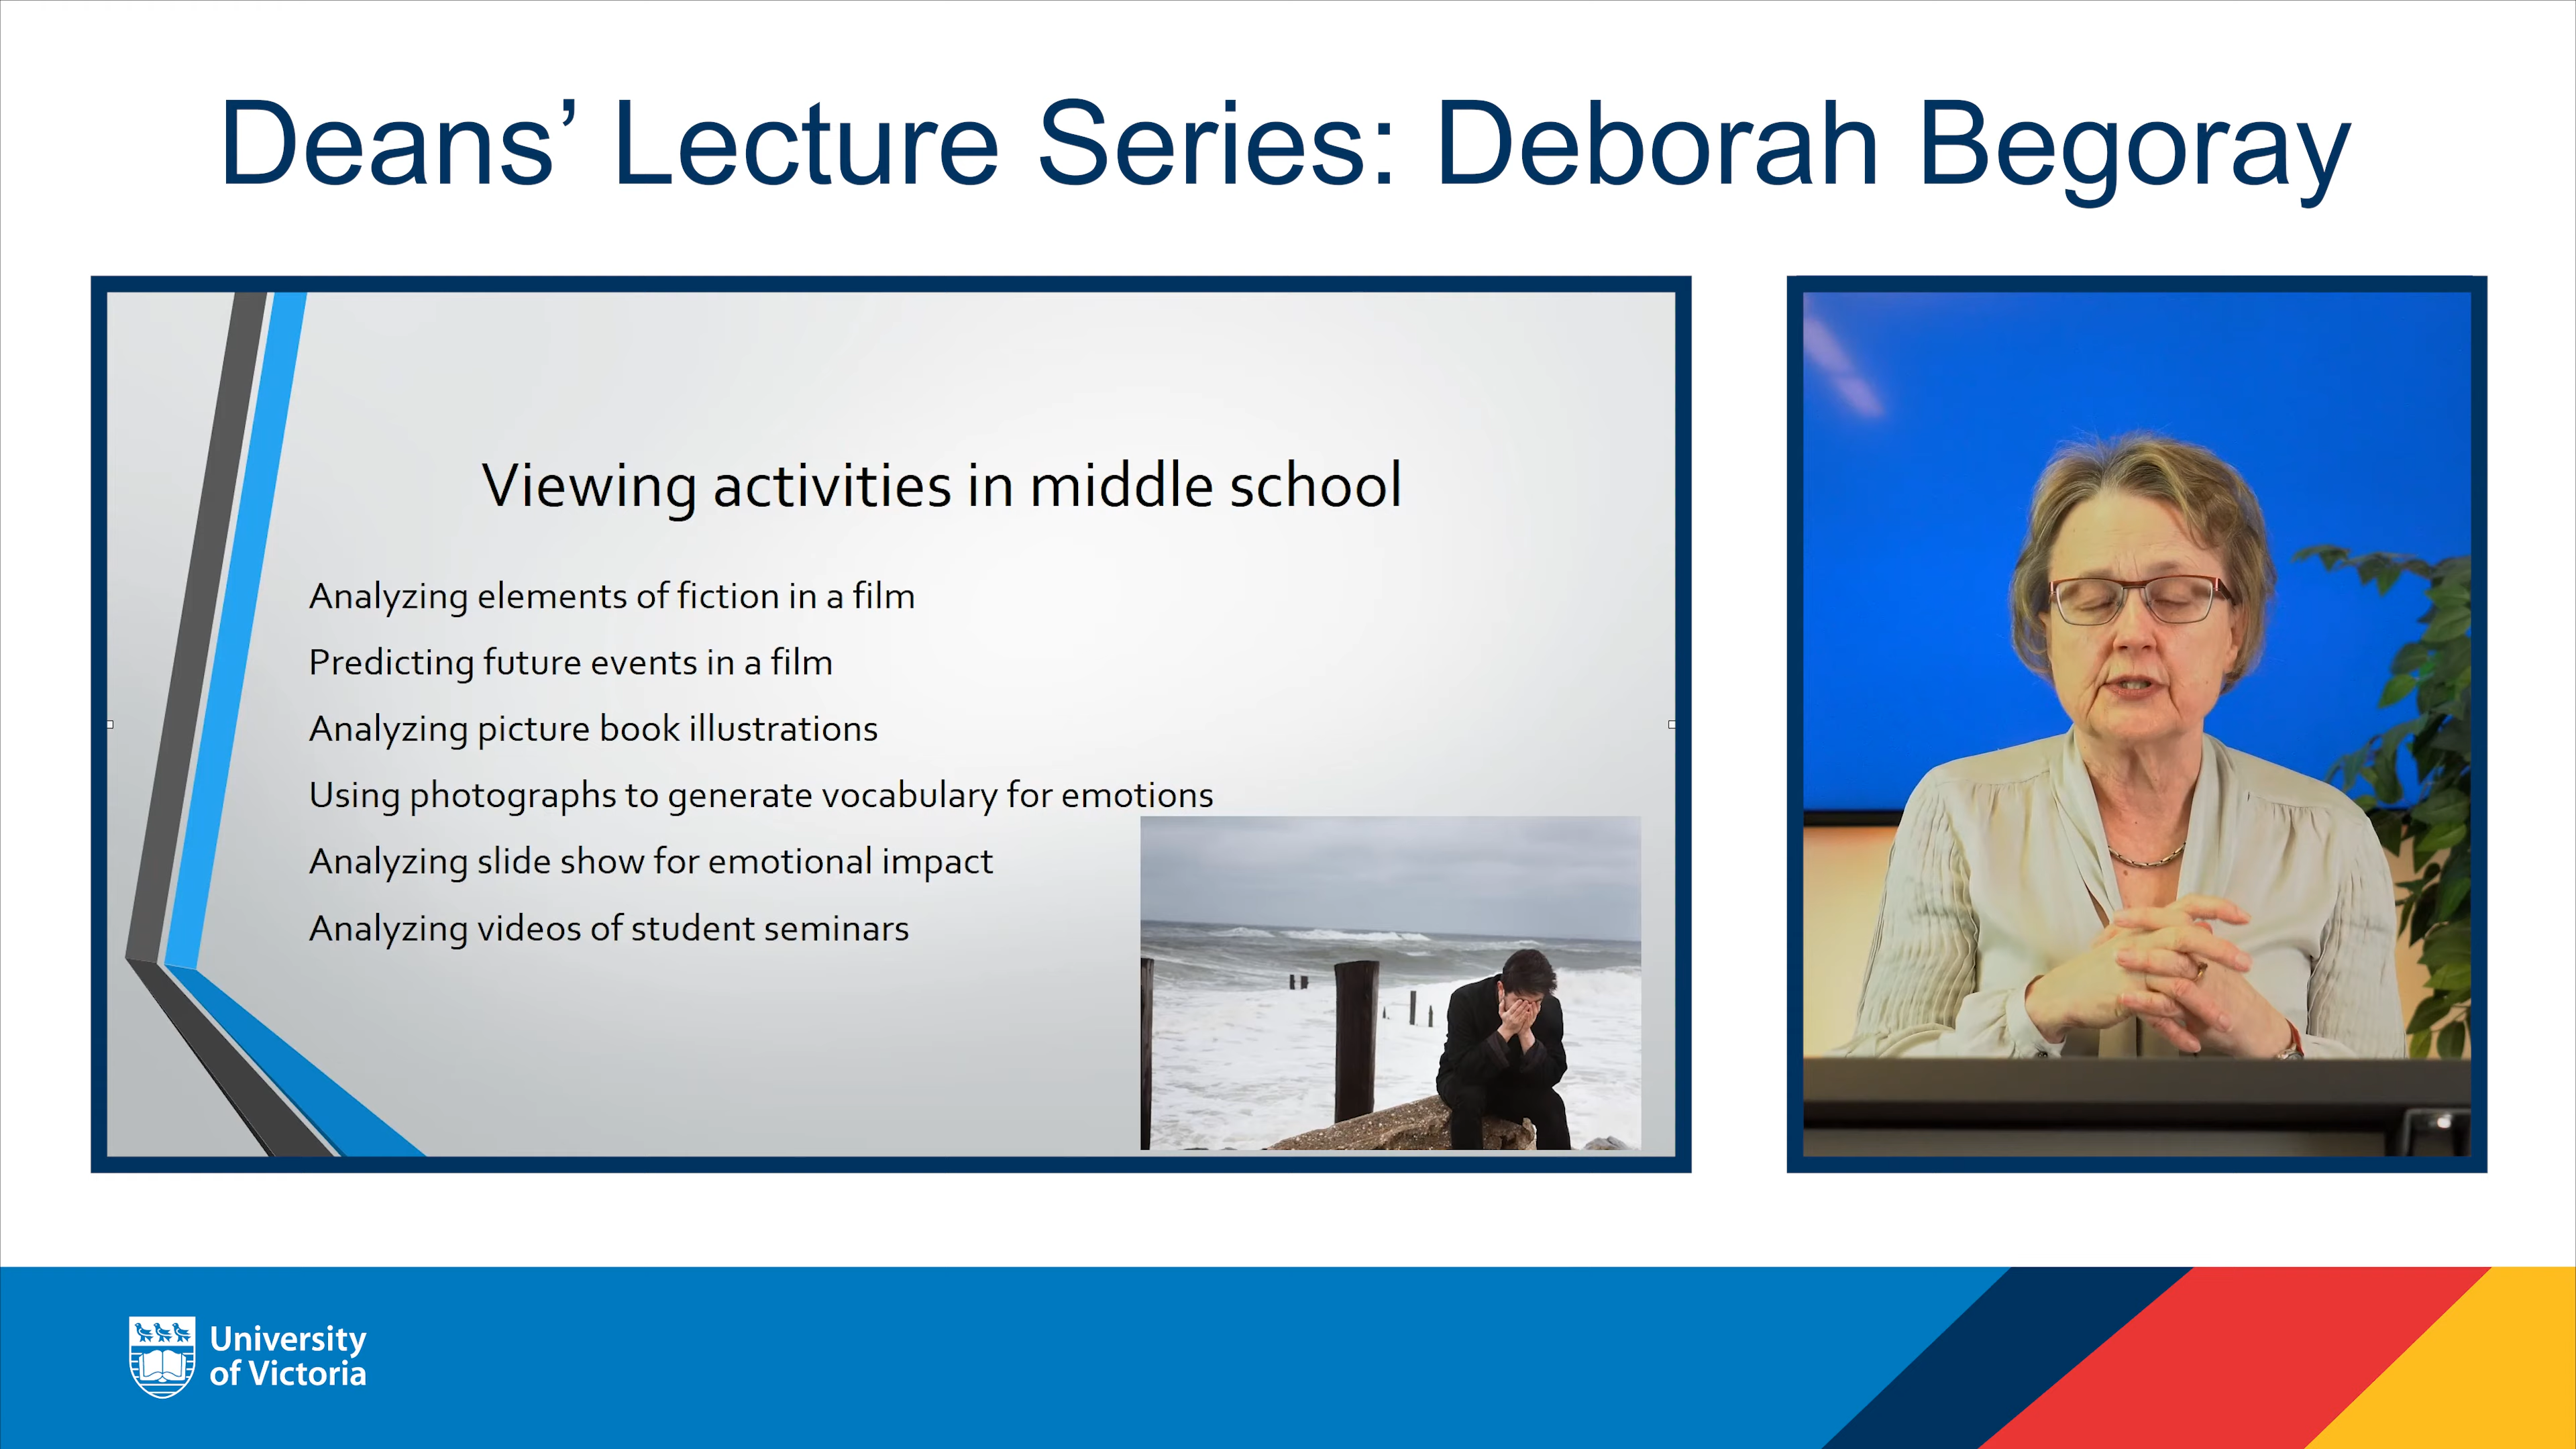 Deans’ Lecture Series: Deborah Begoray
Viewing activities in middle school
Analyzing elements of fiction in a film
Predicting future events in a film
Analyzing picture book illustrations
Using photographs to generate vocabulary for emotions
Analyzing slide show for emotional impact
Analyzing videos of student seminars
University
of Victoria